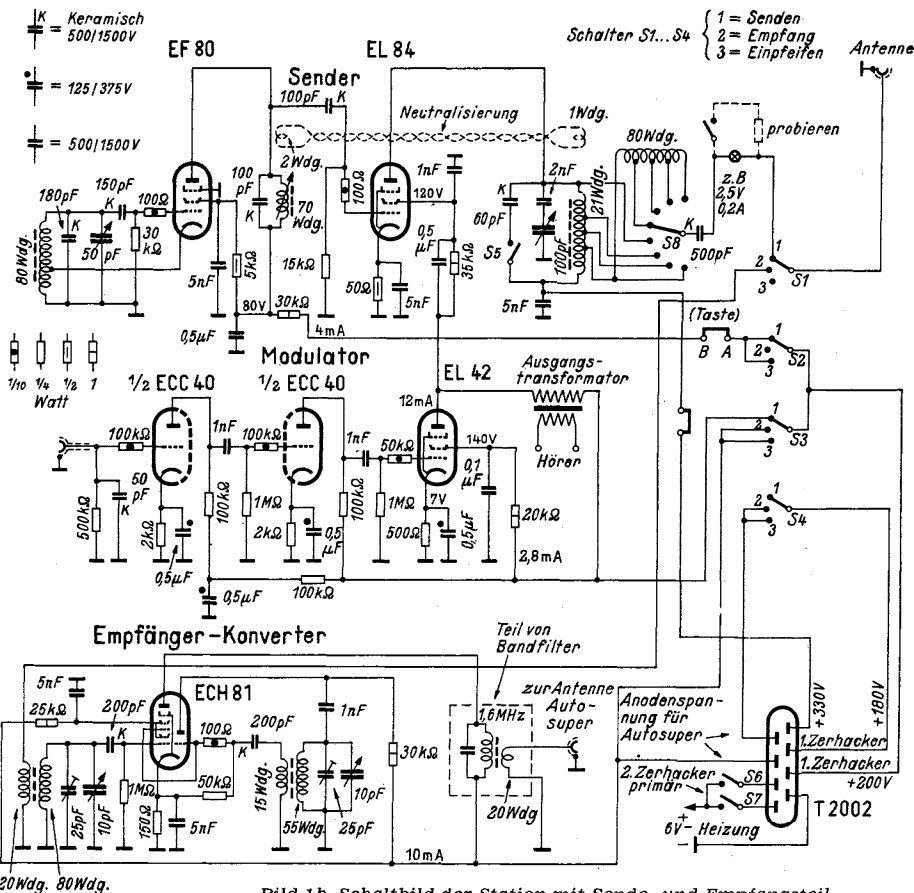 K = Keramisch
500/1500V
= 125/375V
= 500/1500V
Schalter S1...S4
1 = Senden
2 = Empfang
3 = Einpfeifen
Antenne
EF 80
EL 84
Sender
100pF K
Neutralisierung
1Wdg.
2Wdg.
70 Wdg.
100 pF K
180pF
150pF
K
K
100Ω
50 pF
30 kΩ
80Wdg.
5nF
5kΩ
80V
0,5µF
30kΩ
4mA
15kΩ
100Ω
120V
1nF
0,5 µF
35kΩ
50Ω
5nF
K
60pF
S5
2nF
100pF
21Wdg.
5nF
80Wdg.
S8
K
500pF
probieren
z.B
2,5V
0,2A
1
2
3
S1
(Taste)
B A
1
2
3
S2
1
2
3
S3
1
2
3
S4
1/10 1/4 1/2 1
Watt
Modulator
1/2 ECC 40
1/2 ECC 40
EL 42
Ausgangs-
transformator
Hörer
12mA
100kΩ
50 pF
K
500kΩ
2kΩ
0,5µF
1nF
100kΩ
100kΩ
1MΩ
2kΩ
0,5 µF
0,5µF
100kΩ
1nF
100kΩ
50kΩ
1MΩ
7V
500Ω
0,5µF
140V
0,1 µF
20kΩ
2,8mA
Empfänger-Konverter
ECH 81
5nF
25kΩ
200pF
K
100Ω
K
200pF
50kΩ
1MΩ
150Ω
5nF
25pF
10pF
20Wdg. 80Wdg.
15Wdg.
55Wdg.
25pF
10pF
1nF
30kΩ
10mA
Teil von
Bandfilter
1,6MHz
20Wdg
zur Antenne
Auto-
super
Anodenspan-
nung für
Autosuper
+330V
+180V
1.Zerhacker
1.Zerhacker
+200V
2.Zerhacker
primär
S6
S7
+
6V - Heizung
-
T 2002
Bild 1b. Schaltbild der Station mit Sende- und Empfangsteil